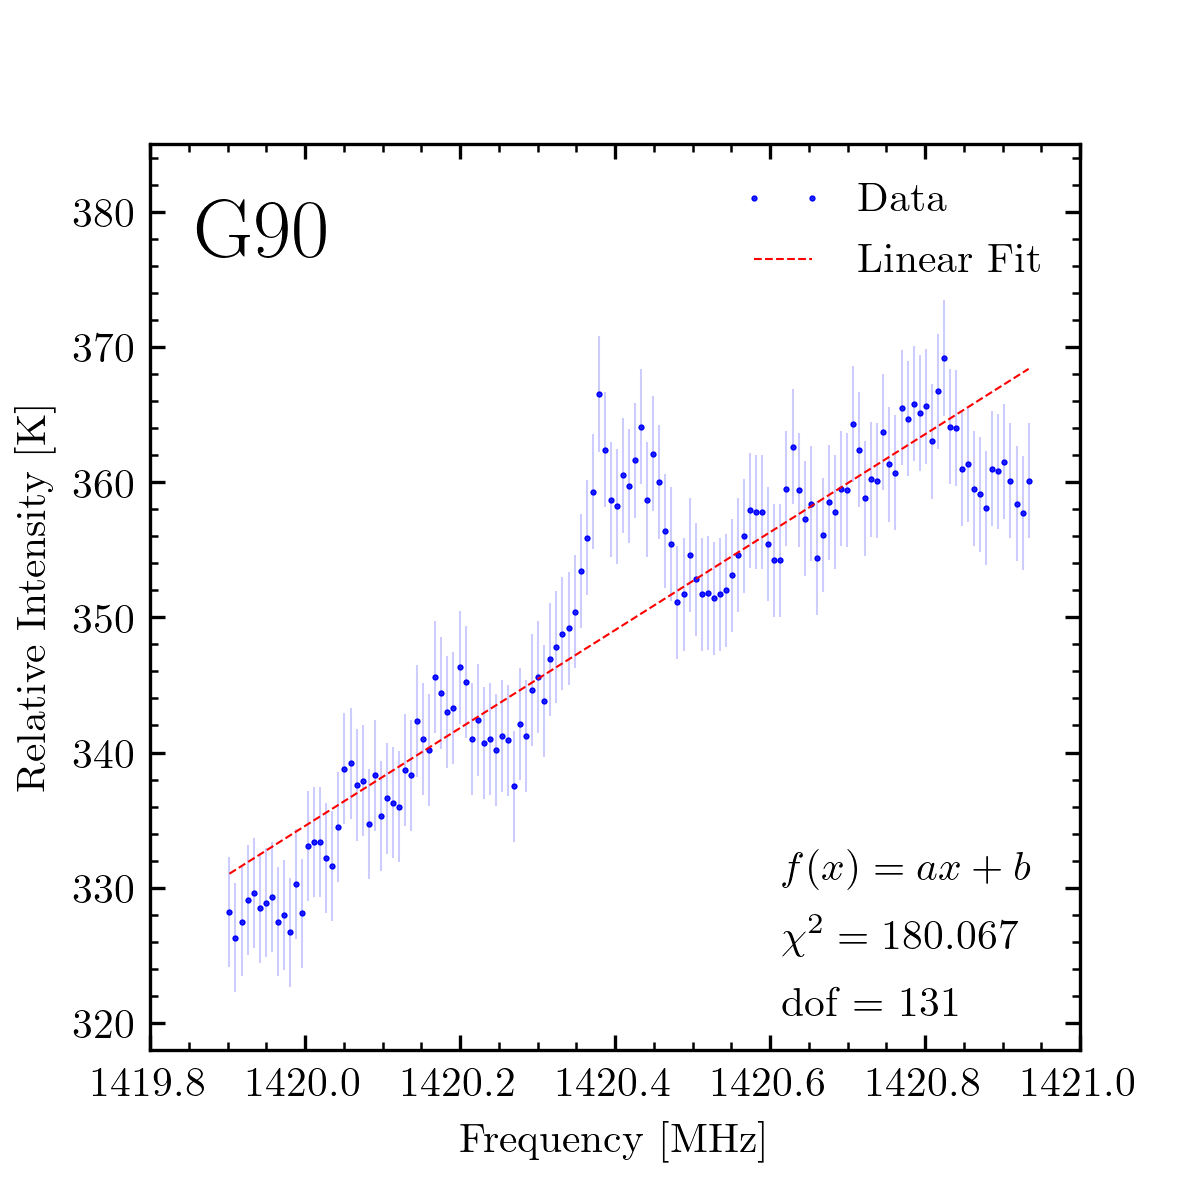 G90
Data
Linear Fit
380
370
360
350
340
330
320
Relative Intensity [K]
f(x) = ax + b
χ² = 180.067
dof = 131
1419.8 1420.0 1420.2 1420.4 1420.6 1420.8 1421.0
Frequency [MHz]